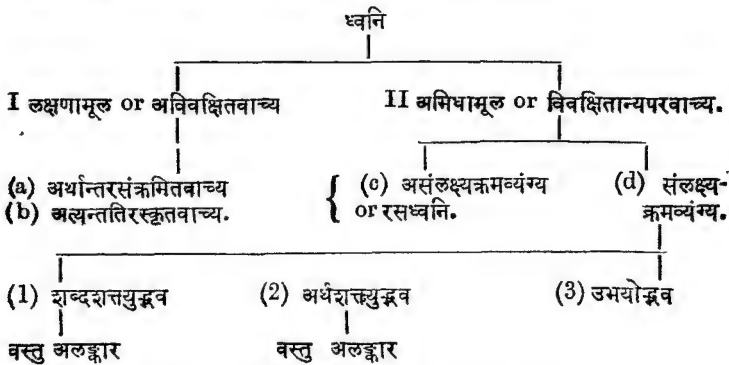 ध्वनि
I लक्षणामूल or अविवक्षितवाच्य II अभिधामूल or विवक्षितान्यपरवाच्य.
(a) अर्थान्तरसंक्रमितवाच्य { (c) असंलक्ष्यक्रमव्यंग्य (d) संलक्ष्य-
(b) अत्यन्ततिरस्कृतवाच्य. or रसध्वनि. क्रमव्यंग्य.
(1) शब्दशक्त्युद्भव (2) अर्थशक्त्युद्भव (3) उभयोद्भव
वस्तु अलङ्कार वस्तु अलङ्कार